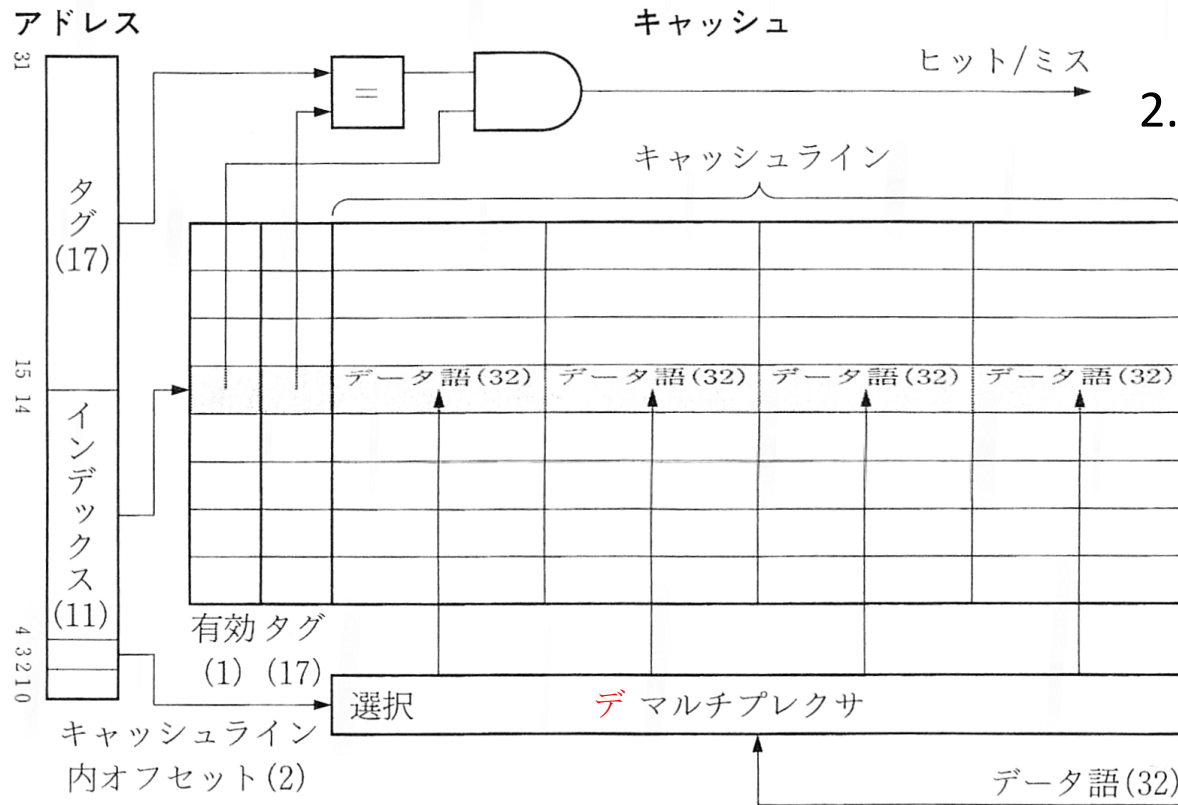 アドレス
キャッシュ
31
=
ヒット/ミス
2.
キャッシュライン
タグ
(17)
15
14
データ語(32)
データ語(32)
データ語(32)
データ語(32)
インデックス
(11)
4
3
2
1
0
有効
タグ
(1)
(17)
選択
デマルチプレクサ
キャッシュライン
内オフセット(2)
データ語(32)